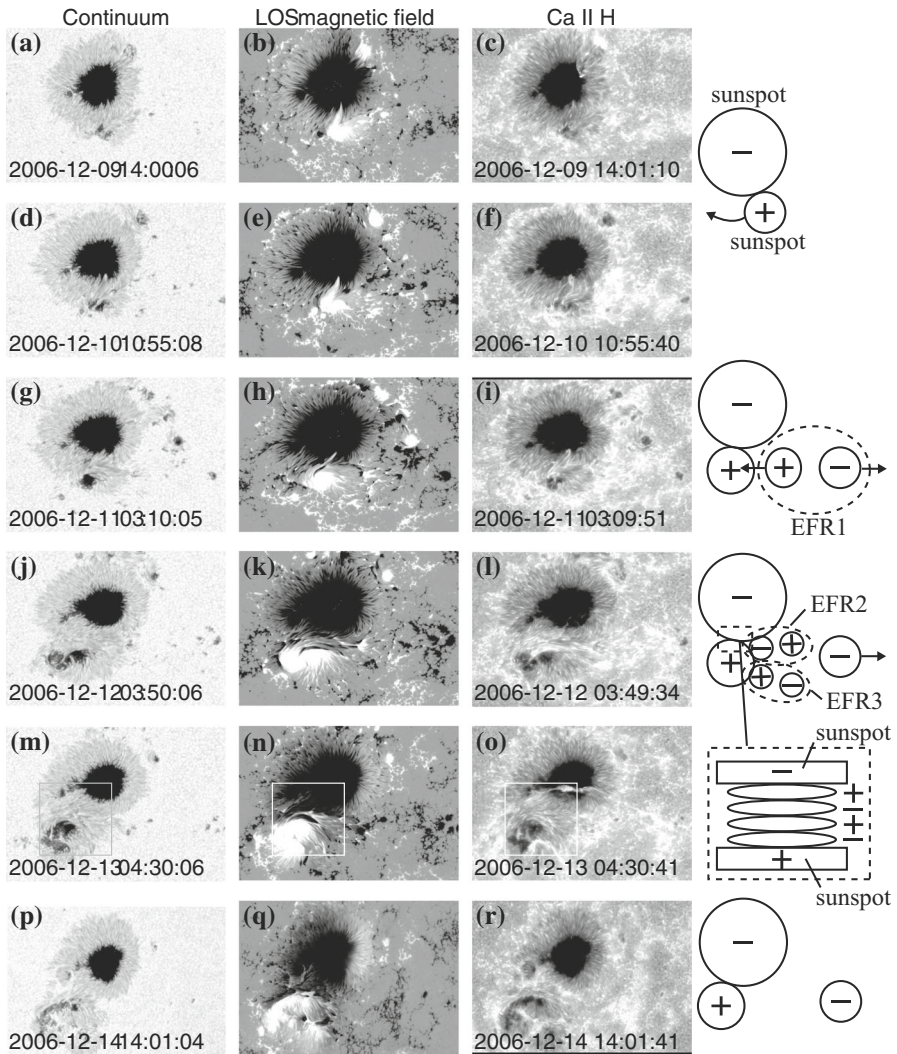 Continuum LOSmagnetic field Ca II H
(a) (b) (c)
sunspot
−
2006-12-0914:00:06 2006-12-09 14:01:10
+
sunspot
(d) (e) (f)
2006-12-1010:55:08 2006-12-10 10:55:40
(g) (h) (i)
−
+ + −
2006-12-1103:10:05 2006-12-1103:09:51
EFR1
(j) (k) (l)
−
EFR2
− +
+ −
+ −
2006-12-1203:50:06 2006-12-12 03:49:34
EFR3
(m) (n) (o)
sunspot
−
+
−
+
−
+
2006-12-1304:30:06 2006-12-13 04:30:41
sunspot
(p) (q) (r)
−
+ −
2006-12-1414:01:04 2006-12-14 14:01:41